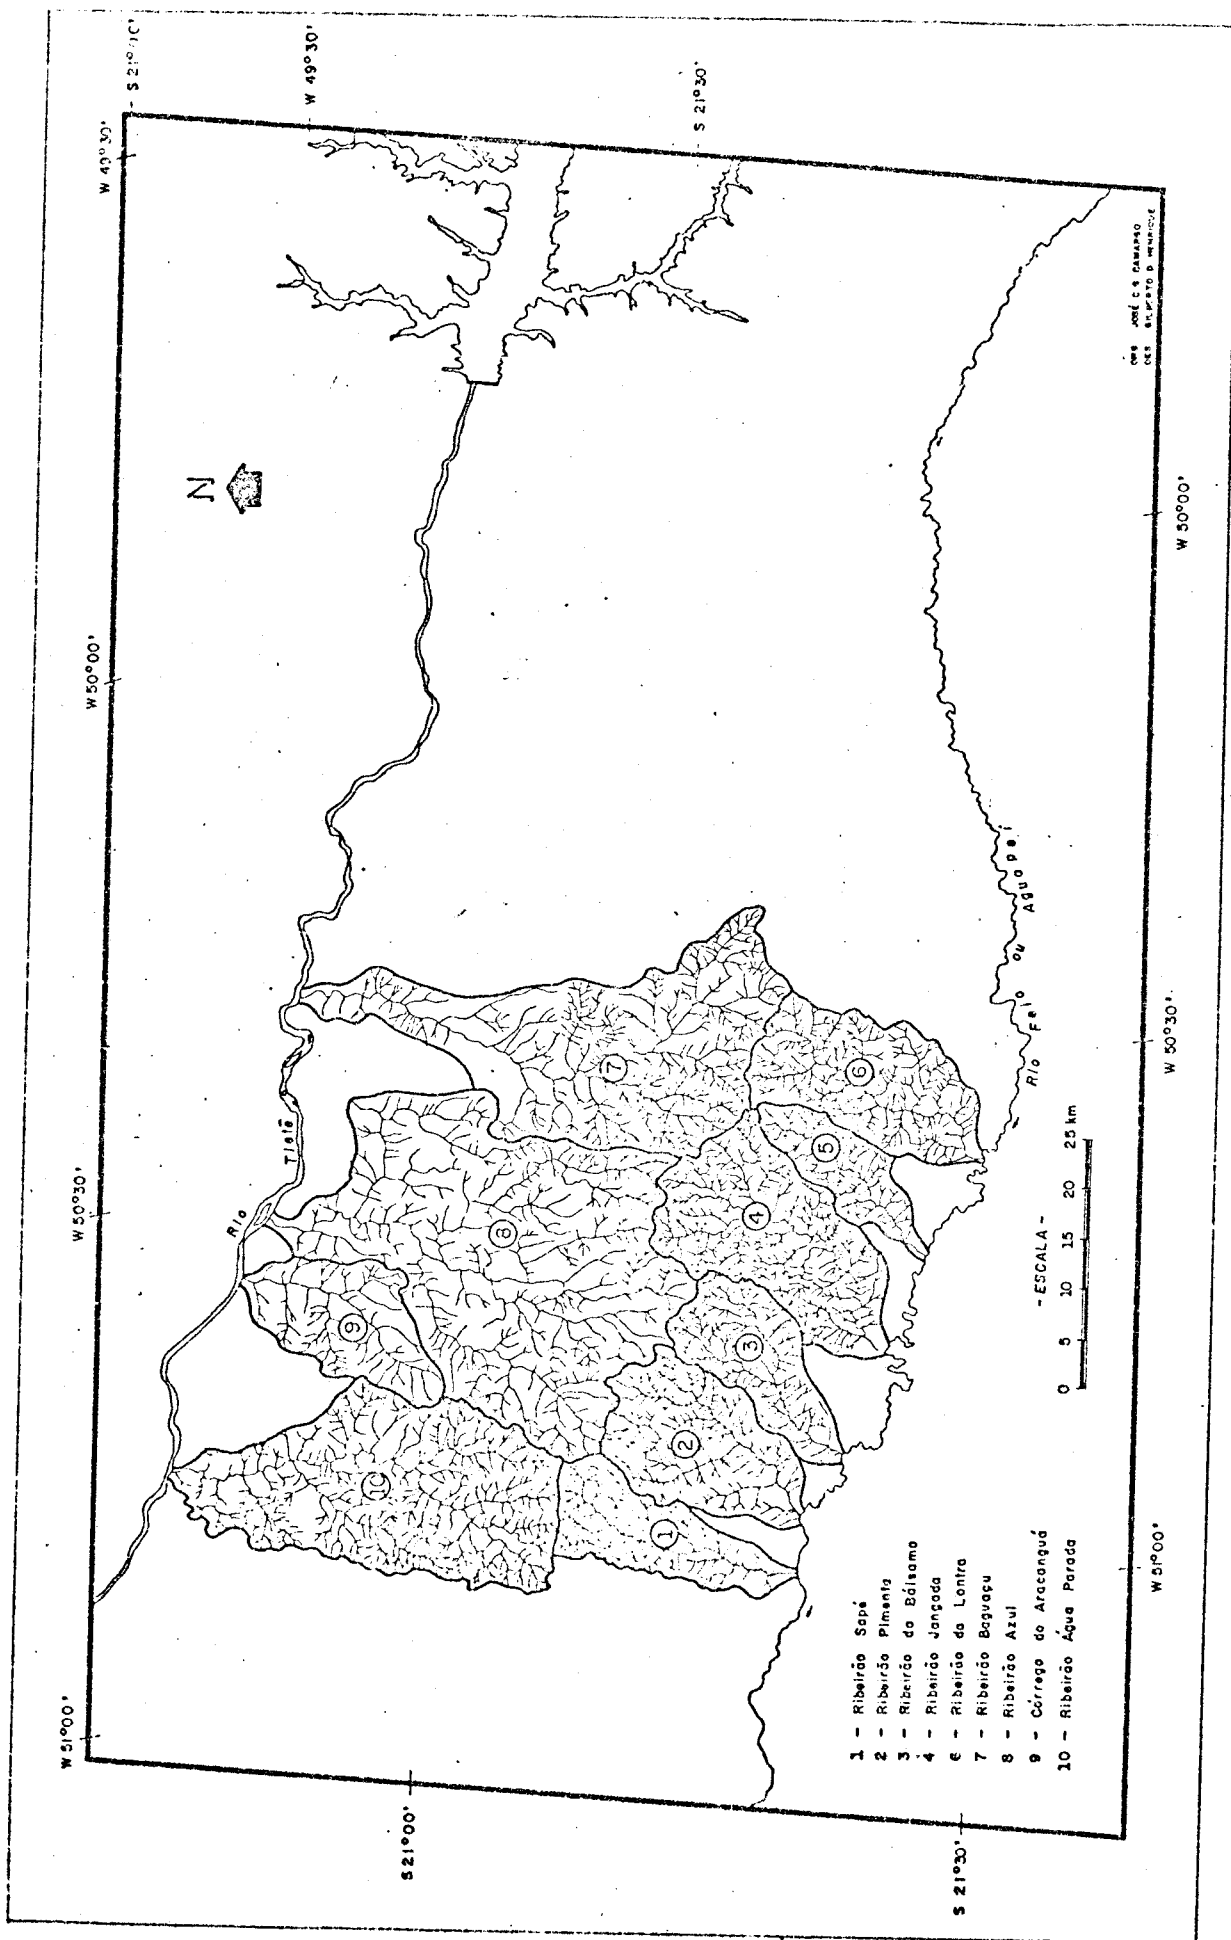 W 51°00'
W 50°30'
W 50°00'
W 49°30'
W 49°30'
S 21°00'
S 21°30'
S 21°30'
N
Rio Tietê
10
9
8
7
1
2
3
4
5
6
Rio Feio ou Aguapeí
1 - Ribeirão Sapé
2 - Ribeirão Pimenta
3 - Ribeirão do Bálsamo
4 - Ribeirão Jangada
6 - Ribeirão da Lontra
7 - Ribeirão Baguaçu
8 - Ribeirão Azul
9 - Córrego do Aracanguá
10 - Ribeirão Água Parada
- ESCALA -
0 5 10 15 20 25 km
W 51°00'
W 50°30'
W 50°00'